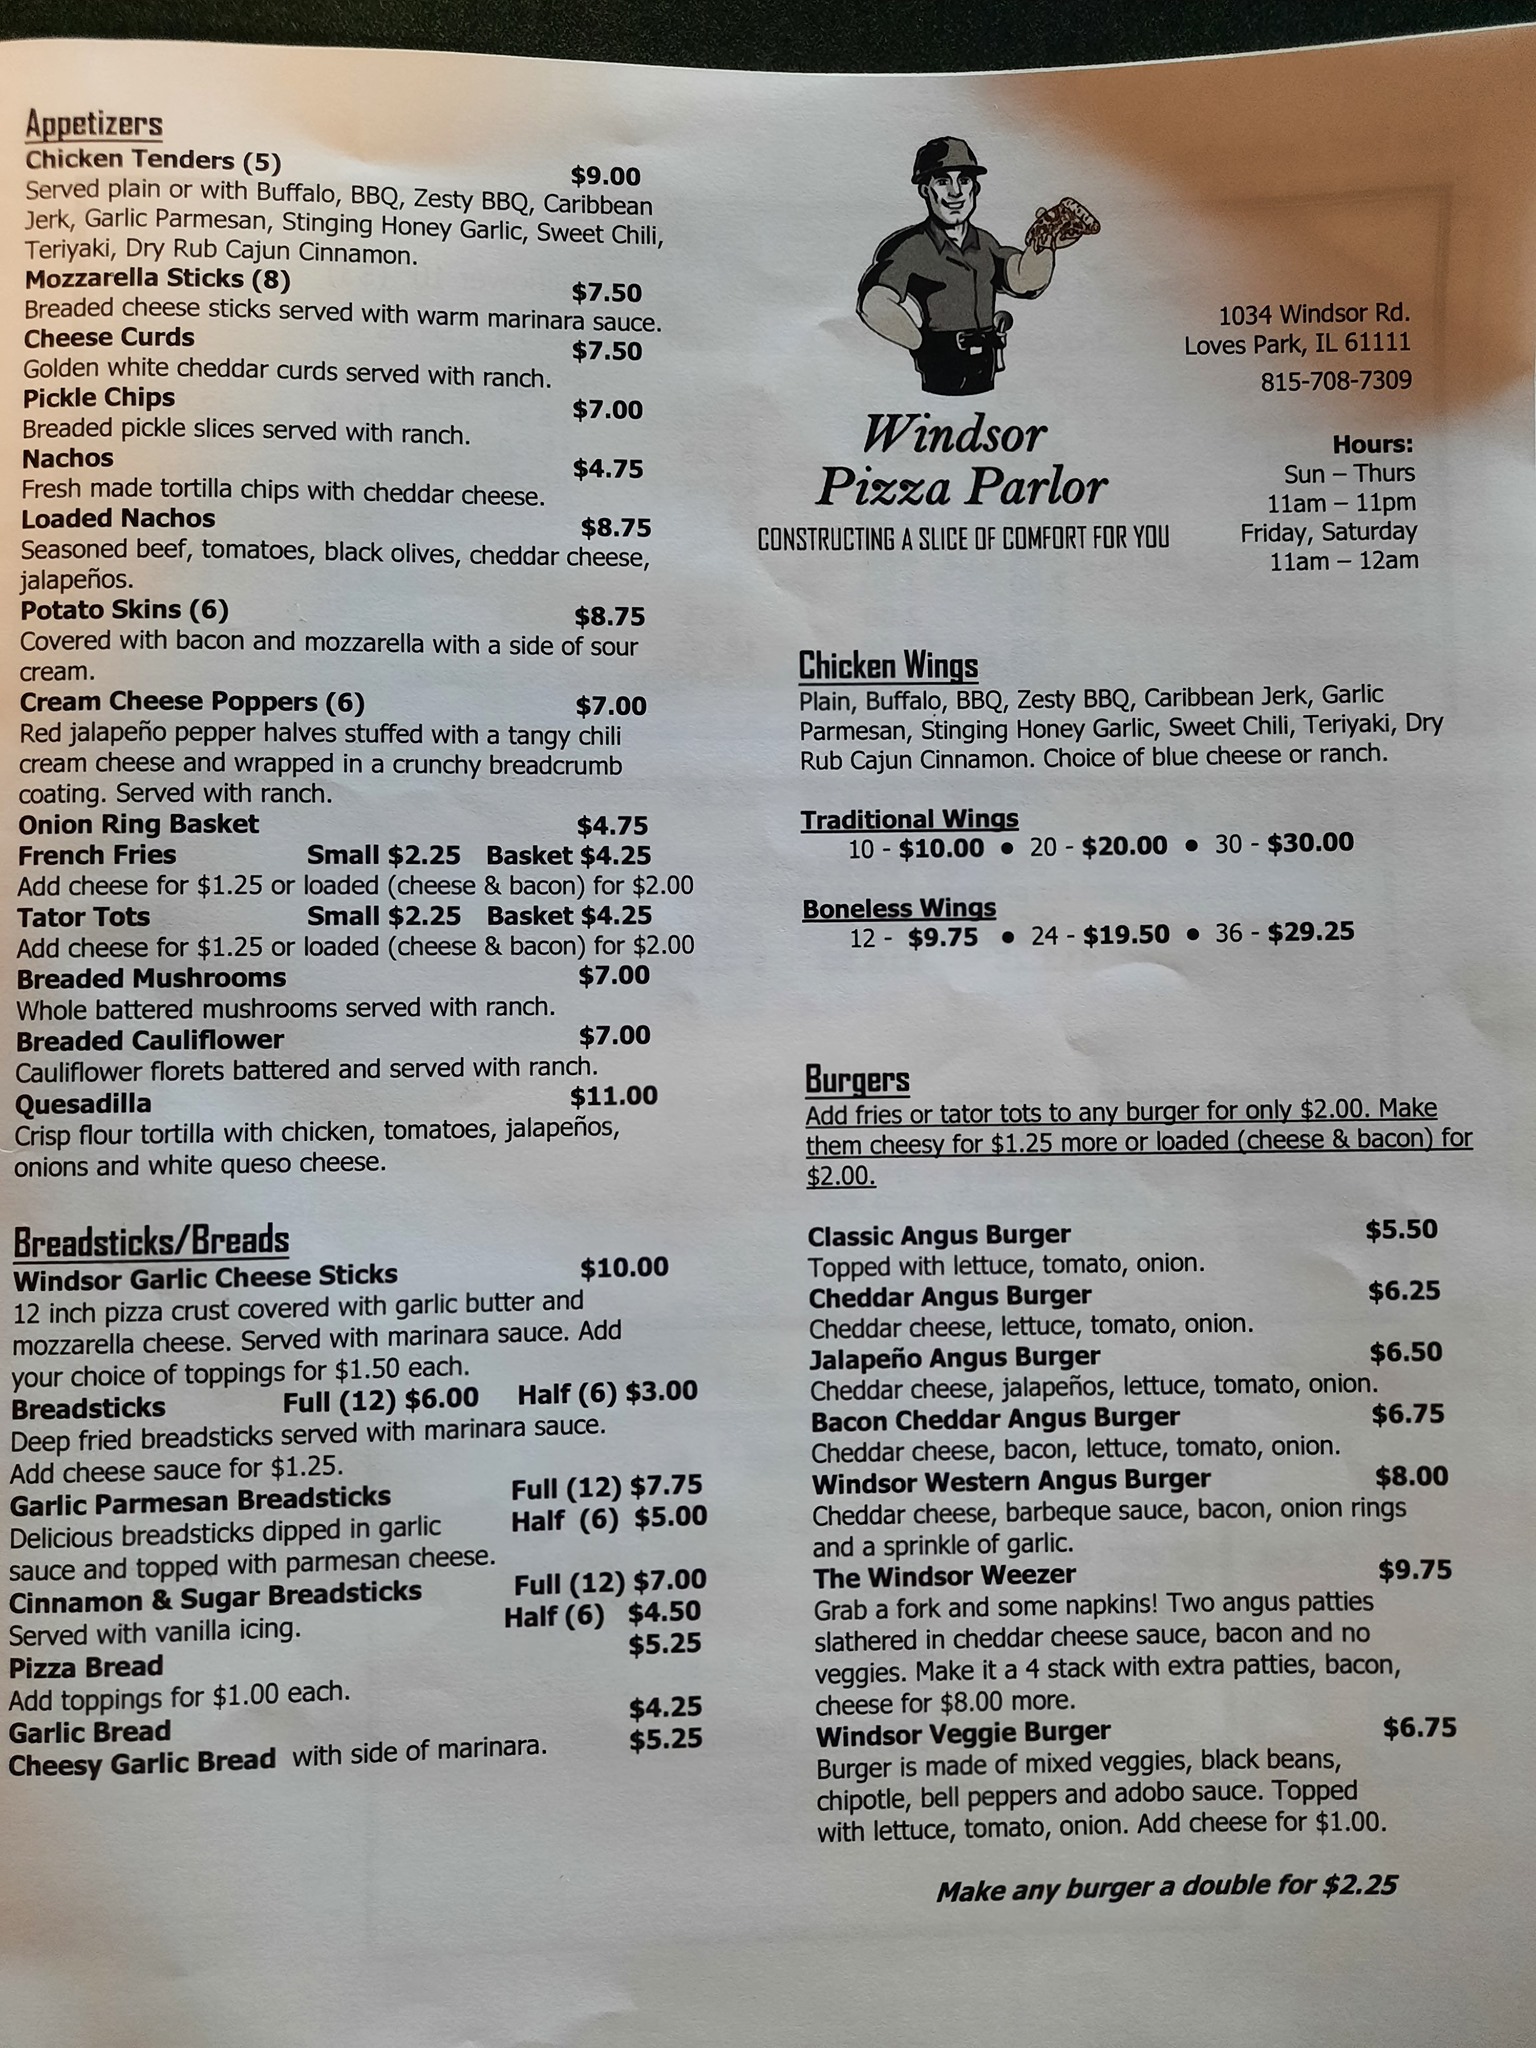 Appetizers
Chicken Tenders (5) $9.00
Served plain or with Buffalo, BBQ, Zesty BBQ, Caribbean
Jerk, Garlic Parmesan, Stinging Honey Garlic, Sweet Chili,
Teriyaki, Dry Rub Cajun Cinnamon.
Mozzarella Sticks (8) $7.50
Breaded cheese sticks served with warm marinara sauce.
Cheese Curds $7.50
Golden white cheddar curds served with ranch.
Pickle Chips $7.00
Breaded pickle slices served with ranch.
Nachos $4.75
Fresh made tortilla chips with cheddar cheese.
Loaded Nachos $8.75
Seasoned beef, tomatoes, black olives, cheddar cheese,
jalapeños.
Potato Skins (6) $8.75
Covered with bacon and mozzarella with a side of sour
cream.
Cream Cheese Poppers (6) $7.00
Red jalapeño pepper halves stuffed with a tangy chili
cream cheese and wrapped in a crunchy breadcrumb
coating. Served with ranch.
Onion Ring Basket $4.75
French Fries Small $2.25 Basket $4.25
Add cheese for $1.25 or loaded (cheese & bacon) for $2.00
Tator Tots Small $2.25 Basket $4.25
Add cheese for $1.25 or loaded (cheese & bacon) for $2.00
Breaded Mushrooms $7.00
Whole battered mushrooms served with ranch.
Breaded Cauliflower $7.00
Cauliflower florets battered and served with ranch.
Quesadilla $11.00
Crisp flour tortilla with chicken, tomatoes, jalapeños,
onions and white queso cheese.
Breadsticks/Breads
Windsor Garlic Cheese Sticks $10.00
12 inch pizza crust covered with garlic butter and
mozzarella cheese. Served with marinara sauce. Add
your choice of toppings for $1.50 each.
Breadsticks Full (12) $6.00 Half (6) $3.00
Deep fried breadsticks served with marinara sauce.
Add cheese sauce for $1.25.
Garlic Parmesan Breadsticks Full (12) $7.75
Delicious breadsticks dipped in garlic Half (6) $5.00
sauce and topped with parmesan cheese.
Cinnamon & Sugar Breadsticks Full (12) $7.00
Served with vanilla icing. Half (6) $4.50
Pizza Bread $5.25
Add toppings for $1.00 each.
Garlic Bread $4.25
Cheesy Garlic Bread with side of marinara. $5.25
Windsor
Pizza Parlor
CONSTRUCTING A SLICE OF COMFORT FOR YOU
1034 Windsor Rd.
Loves Park, IL 61111
815-708-7309
Hours:
Sun – Thurs
11am – 11pm
Friday, Saturday
11am – 12am
Chicken Wings
Plain, Buffalo, BBQ, Zesty BBQ, Caribbean Jerk, Garlic
Parmesan, Stinging Honey Garlic, Sweet Chili, Teriyaki, Dry
Rub Cajun Cinnamon. Choice of blue cheese or ranch.
Traditional Wings
10 - $10.00 • 20 - $20.00 • 30 - $30.00
Boneless Wings
12 - $9.75 • 24 - $19.50 • 36 - $29.25
Burgers
Add fries or tator tots to any burger for only $2.00. Make
them cheesy for $1.25 more or loaded (cheese & bacon) for
$2.00.
Classic Angus Burger $5.50
Topped with lettuce, tomato, onion.
Cheddar Angus Burger $6.25
Cheddar cheese, lettuce, tomato, onion.
Jalapeño Angus Burger $6.50
Cheddar cheese, jalapeños, lettuce, tomato, onion.
Bacon Cheddar Angus Burger $6.75
Cheddar cheese, bacon, lettuce, tomato, onion.
Windsor Western Angus Burger $8.00
Cheddar cheese, barbeque sauce, bacon, onion rings
and a sprinkle of garlic.
The Windsor Weezer $9.75
Grab a fork and some napkins! Two angus patties
slathered in cheddar cheese sauce, bacon and no
veggies. Make it a 4 stack with extra patties, bacon,
cheese for $8.00 more.
Windsor Veggie Burger $6.75
Burger is made of mixed veggies, black beans,
chipotle, bell peppers and adobo sauce. Topped
with lettuce, tomato, onion. Add cheese for $1.00.
Make any burger a double for $2.25